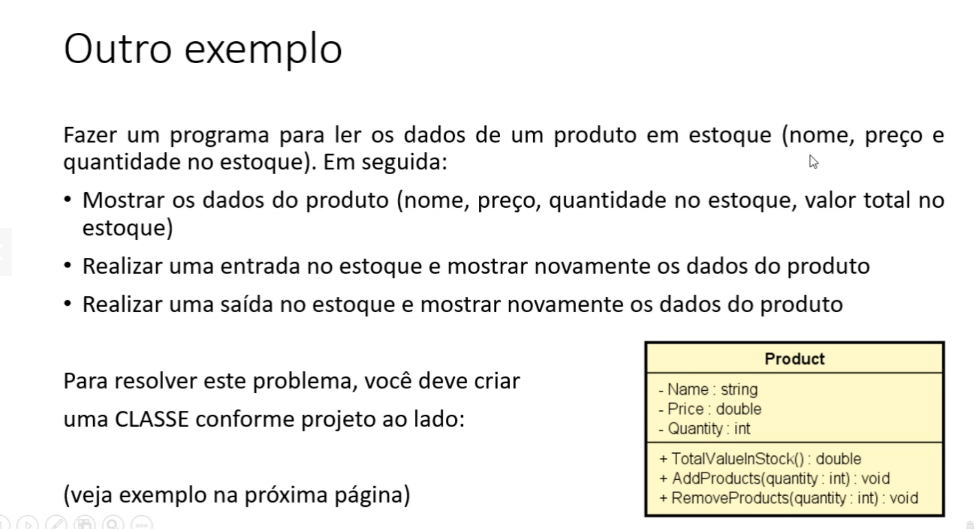 Outro exemplo
Fazer um programa para ler os dados de um produto em estoque (nome, preço e
quantidade no estoque). Em seguida:
• Mostrar os dados do produto (nome, preço, quantidade no estoque, valor total no
estoque)
• Realizar uma entrada no estoque e mostrar novamente os dados do produto
• Realizar uma saída no estoque e mostrar novamente os dados do produto
Para resolver este problema, você deve criar
uma CLASSE conforme projeto ao lado:
(veja exemplo na próxima página)
Product
- Name : string
- Price : double
- Quantity : int
+ TotalValueInStock() : double
+ AddProducts(quantity : int) : void
+ RemoveProducts(quantity : int) : void